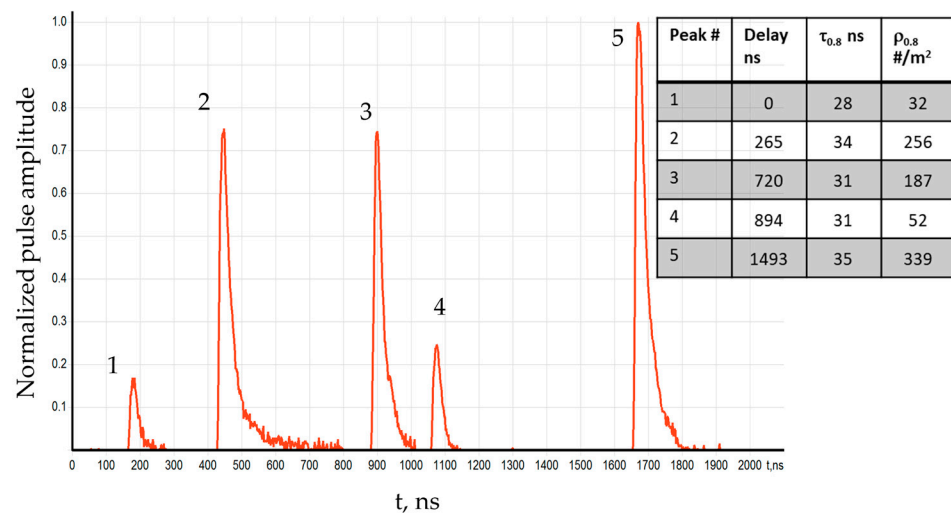 1.0
0.9
0.8
0.7
0.6
0.5
0.4
0.3
0.2
0.1
Normalized pulse amplitude
1
2
3
4
5
0 100 200 300 400 500 600 700 800 900 1000 1100 1200 1300 1400 1500 1600 1700 1800 1900 2000 t,ns
t, ns
Peak # Delay ns τ0.8 ns ρ0.8 #/m²
1 0 28 32
2 265 34 256
3 720 31 187
4 894 31 52
5 1493 35 339